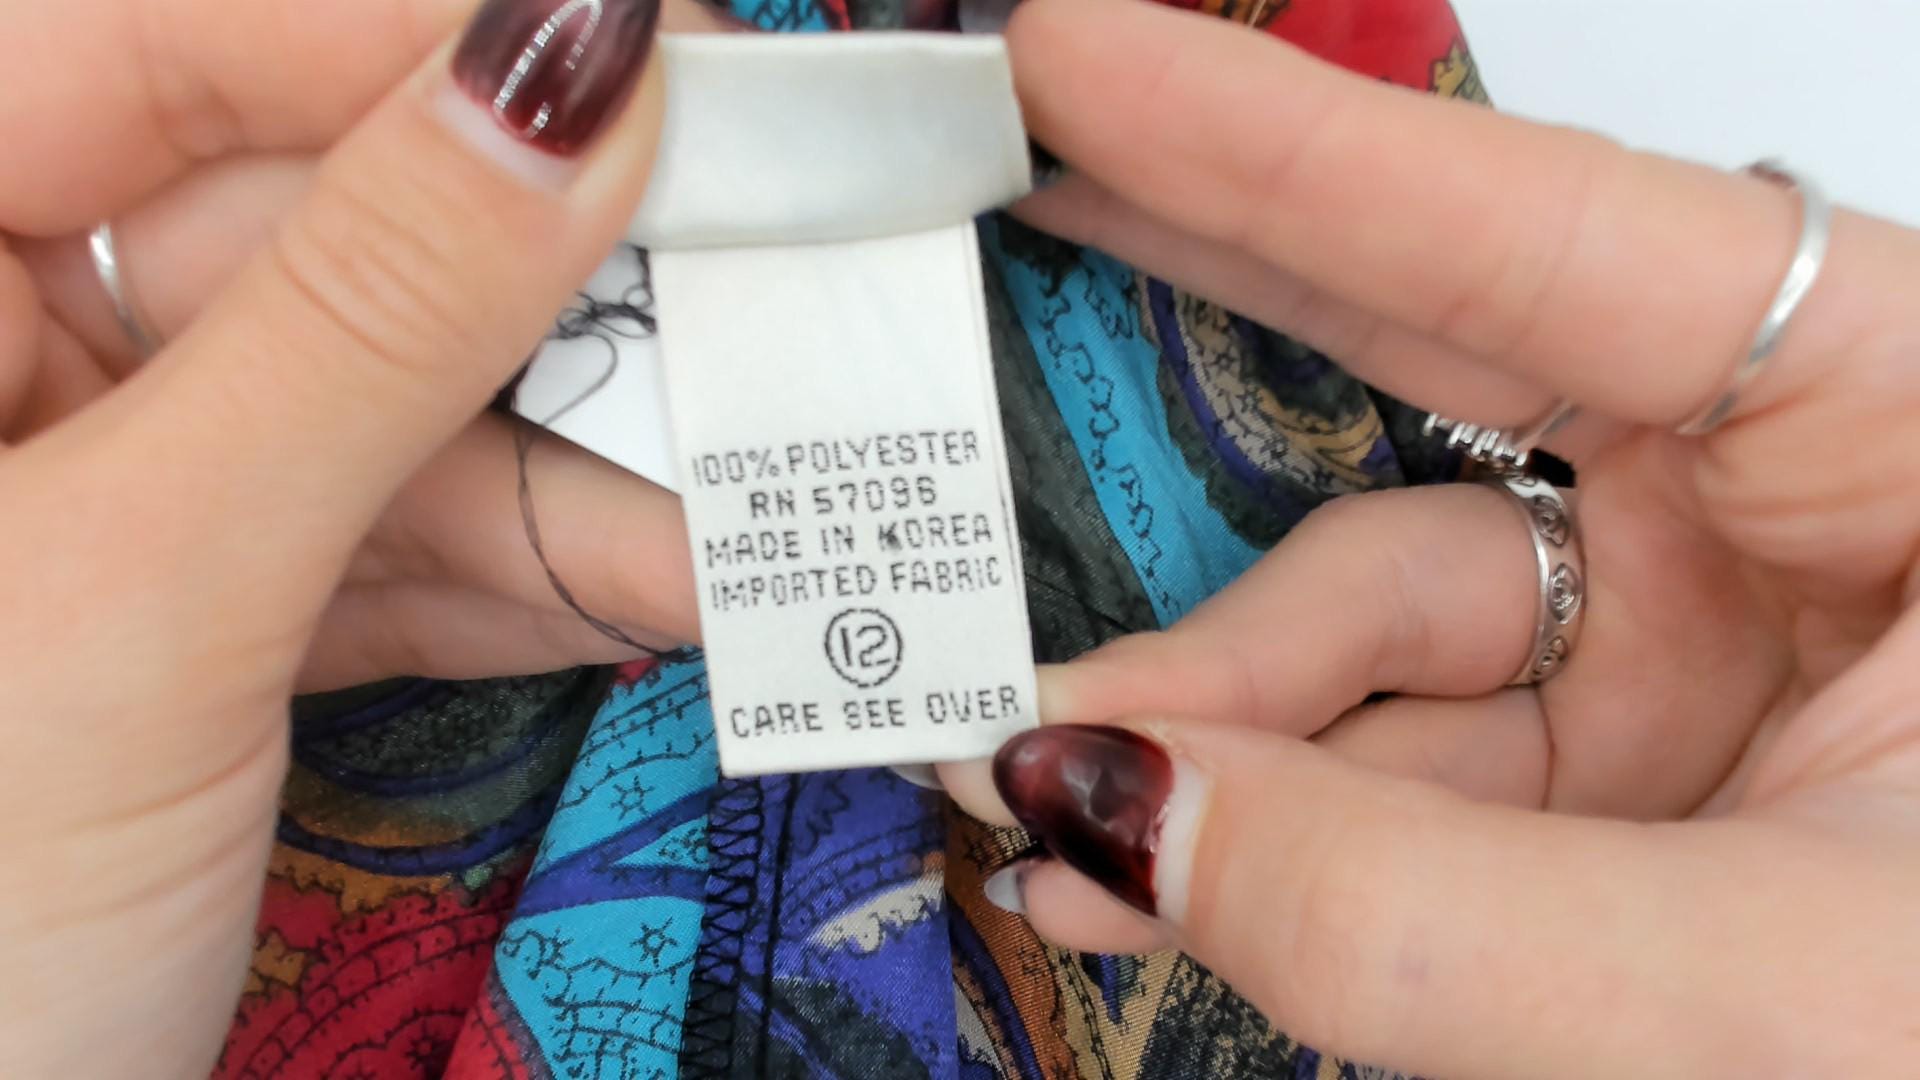 100% POLYESTER
RN 57096
MADE IN KOREA
IMPORTED FABRIC
12
CARE SEE OVER